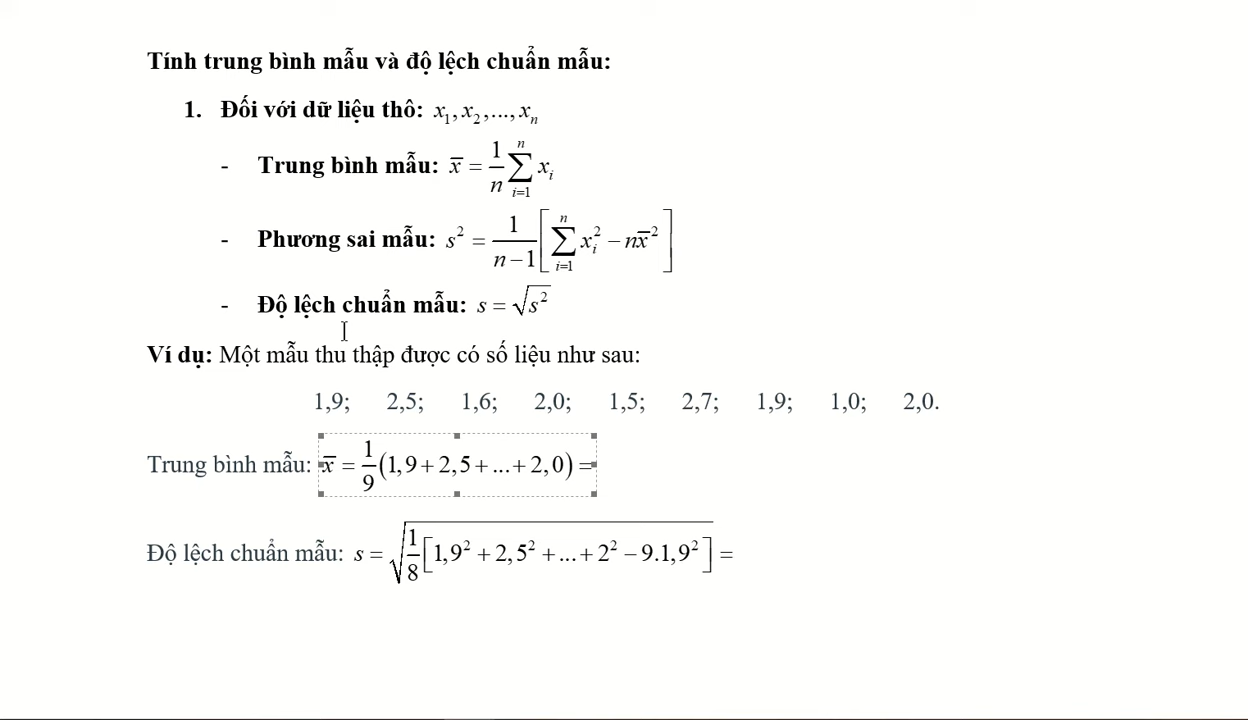 Tính trung bình mẫu và độ lệch chuẩn mẫu:
1. Đối với dữ liệu thô: x₁, x₂,..., xₙ
- Trung bình mẫu: x̄ = 1/n ∑ᵢ₌₁ⁿ xᵢ
- Phương sai mẫu: s² = 1/(n−1) [∑ᵢ₌₁ⁿ xᵢ² − nx̄²]
- Độ lệch chuẩn mẫu: s = √(s²)
Ví dụ: Một mẫu thu thập được có số liệu như sau:
1,9; 2,5; 1,6; 2,0; 1,5; 2,7; 1,9; 1,0; 2,0.
Trung bình mẫu: x̄ = 1/9 (1,9 + 2,5 + ... + 2,0) =
Độ lệch chuẩn mẫu: s = √(1/8 [1,9² + 2,5² + ... + 2² − 9.1,9²]) =